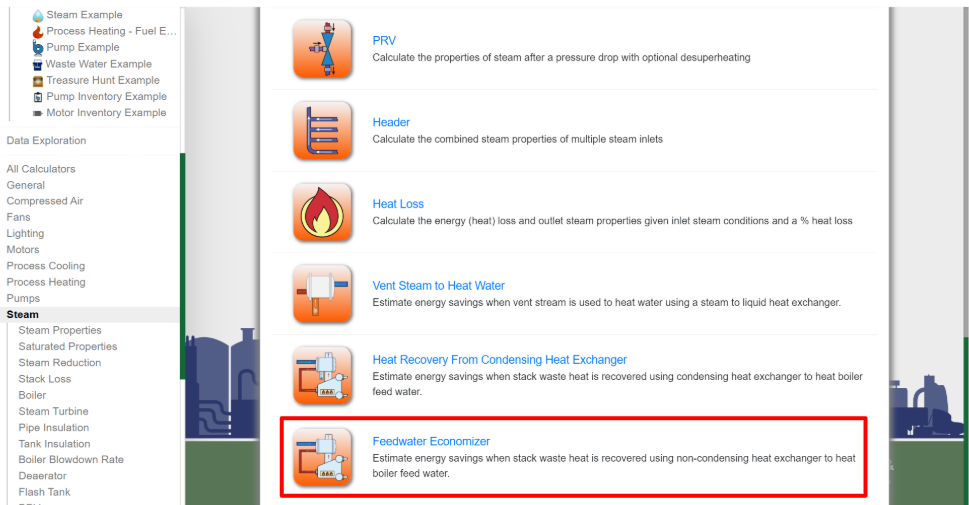 Steam Example
Process Heating - Fuel E...
Pump Example
Waste Water Example
Treasure Hunt Example
Pump Inventory Example
Motor Inventory Example
Data Exploration
All Calculators
General
Compressed Air
Fans
Lighting
Motors
Process Cooling
Process Heating
Pumps
Steam
Steam Properties
Saturated Properties
Steam Reduction
Stack Loss
Boiler
Steam Turbine
Pipe Insulation
Tank Insulation
Boiler Blowdown Rate
Deaerator
Flash Tank
PRV
Calculate the properties of steam after a pressure drop with optional desuperheating
Header
Calculate the combined steam properties of multiple steam inlets
Heat Loss
Calculate the energy (heat) loss and outlet steam properties given inlet steam conditions and a % heat loss
Vent Steam to Heat Water
Estimate energy savings when vent stream is used to heat water using a steam to liquid heat exchanger.
Heat Recovery From Condensing Heat Exchanger
Estimate energy savings when stack waste heat is recovered using condensing heat exchanger to heat boiler
feed water.
Feedwater Economizer
Estimate energy savings when stack waste heat is recovered using non-condensing heat exchanger to heat
boiler feed water.